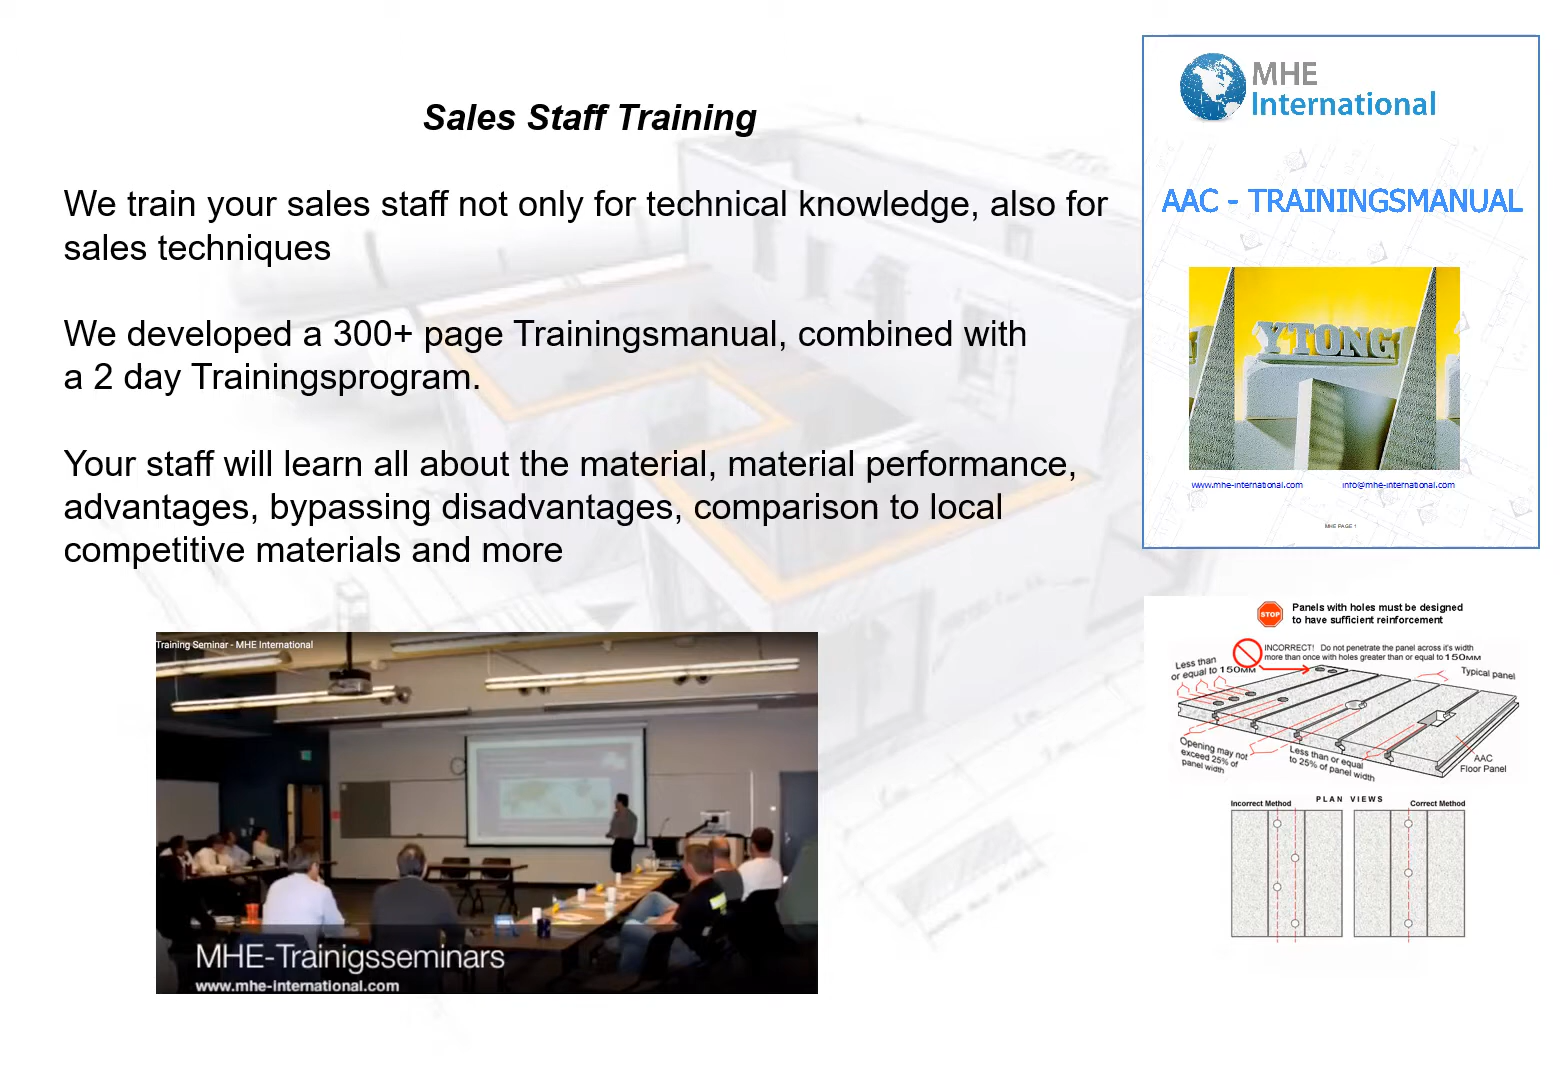 Sales Staff Training
We train your sales staff not only for technical knowledge, also for
sales techniques
We developed a 300+ page Trainingsmanual, combined with
a 2 day Trainingsprogram.
Your staff will learn all about the material, material performance,
advantages, bypassing disadvantages, comparison to local
competitive materials and more
Training Seminar - MHE International
MHE-Trainigsseminars
www.mhe-international.com
MHE
International
AAC - TRAININGSMANUAL
YTONG
www.mhe-international.com info@mhe-international.com
MHE PAGE 1
STOP
Panels with holes must be designed
to have sufficient reinforcement
INCORRECT! Do not penetrate the panel across it's width
more than once with holes greater than or equal to 150мм
Less than
or equal to 150мм
Typical panel
Opening may not
exceed 25% of
panel width
Less than or equal
to 25% of panel width
AAC
Floor Panel
PLAN VIEWS
Incorrect Method
Correct Method